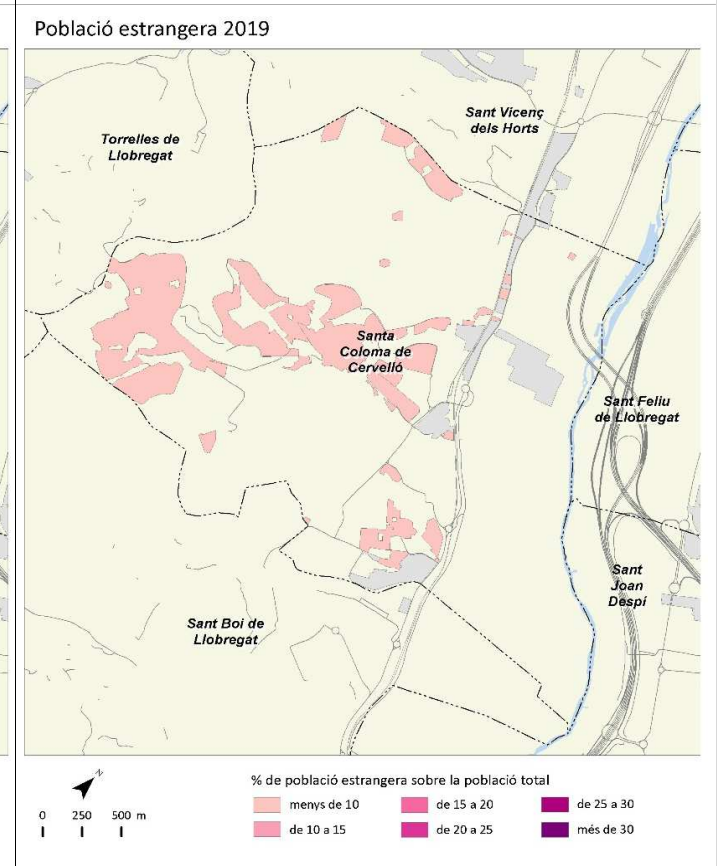 Població estrangera 2019
Sant Vicenç
dels Horts
Torrelles de
Llobregat
Santa
Coloma de
Cervelló
Sant Feliu
de Llobregat
Sant
Joan
Despí
Sant Boi de
Llobregat
N
0 250 500 m
% de població estrangera sobre la població total
menys de 10
de 15 a 20
de 25 a 30
de 10 a 15
de 20 a 25
més de 30